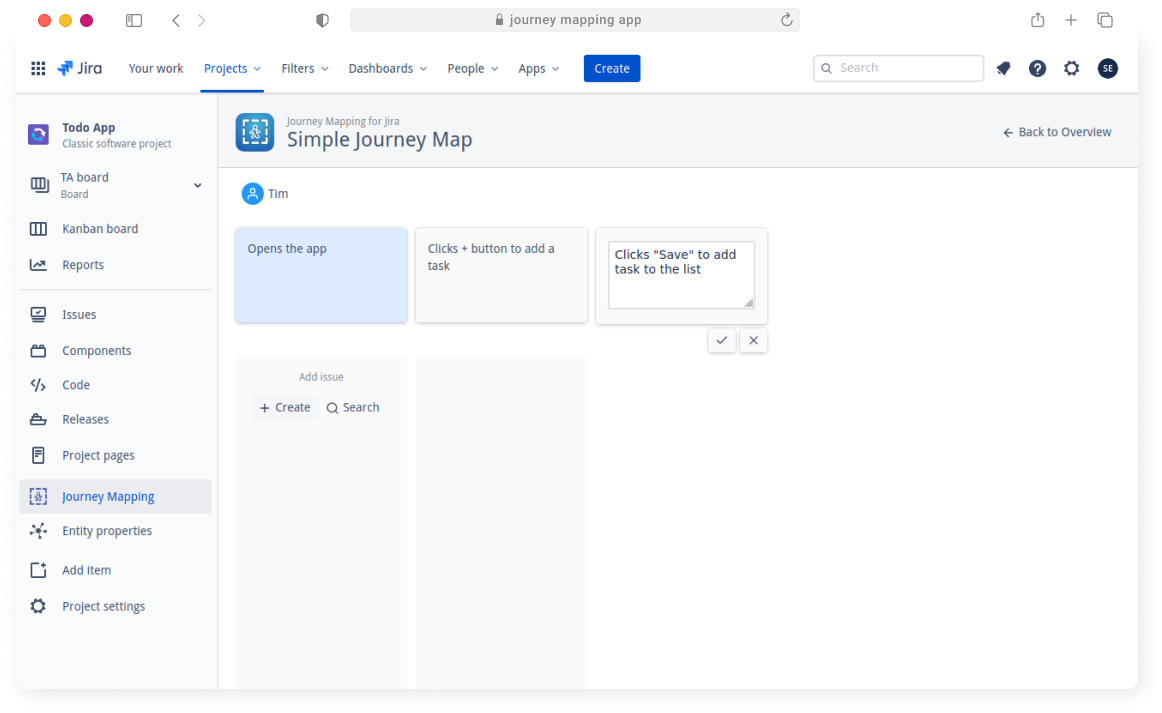 journey mapping app
Jira Your work Projects Filters Dashboards People Apps Create Search SE
Todo App
Classic software project
TA board
Board
Kanban board
Reports
Issues
Components
Code
Releases
Project pages
Journey Mapping
Entity properties
Add item
Project settings
Journey Mapping for Jira
Simple Journey Map
Back to Overview
Tim
Opens the app
Clicks + button to add a
task
Clicks "Save" to add
task to the list
Add issue
+ Create Search